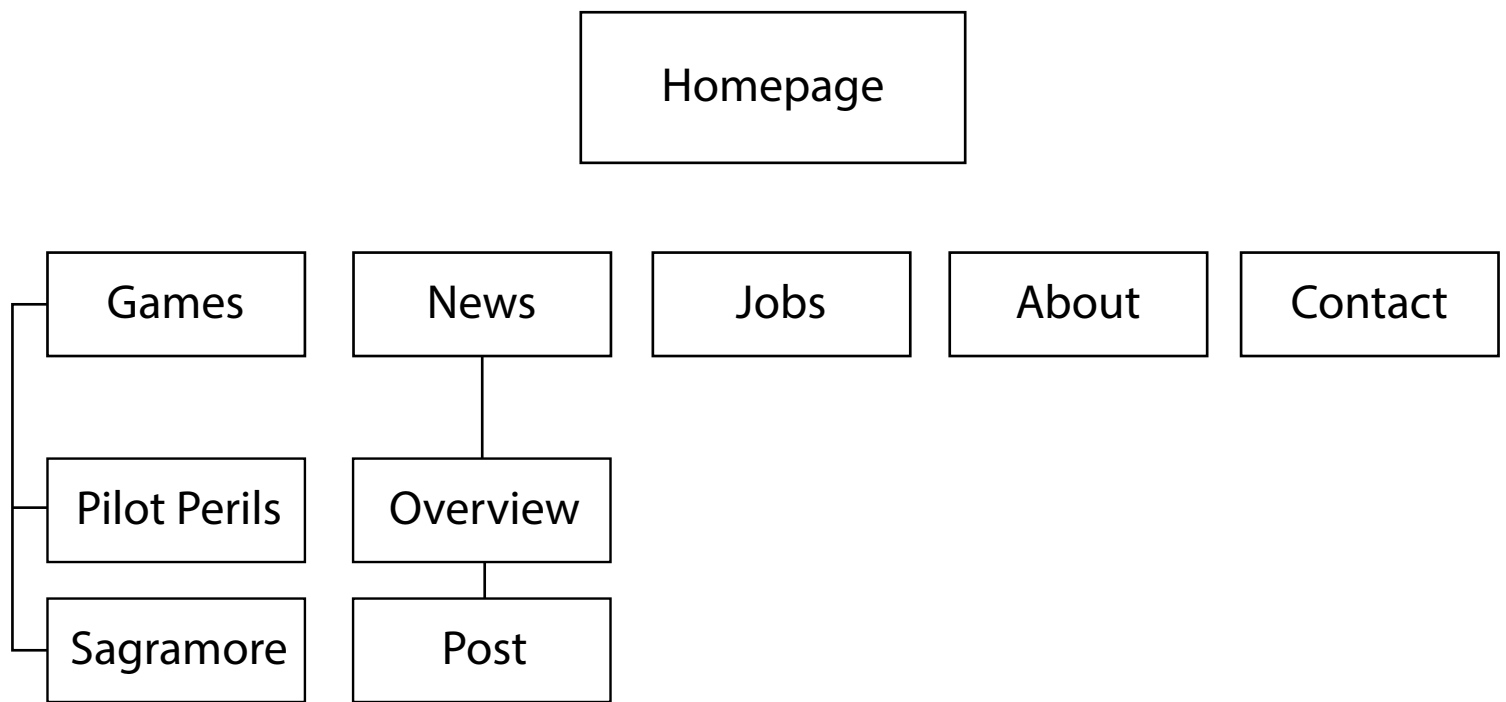 Homepage
Games
News
Jobs
About
Contact
Pilot Perils
Overview
Sagramore
Post